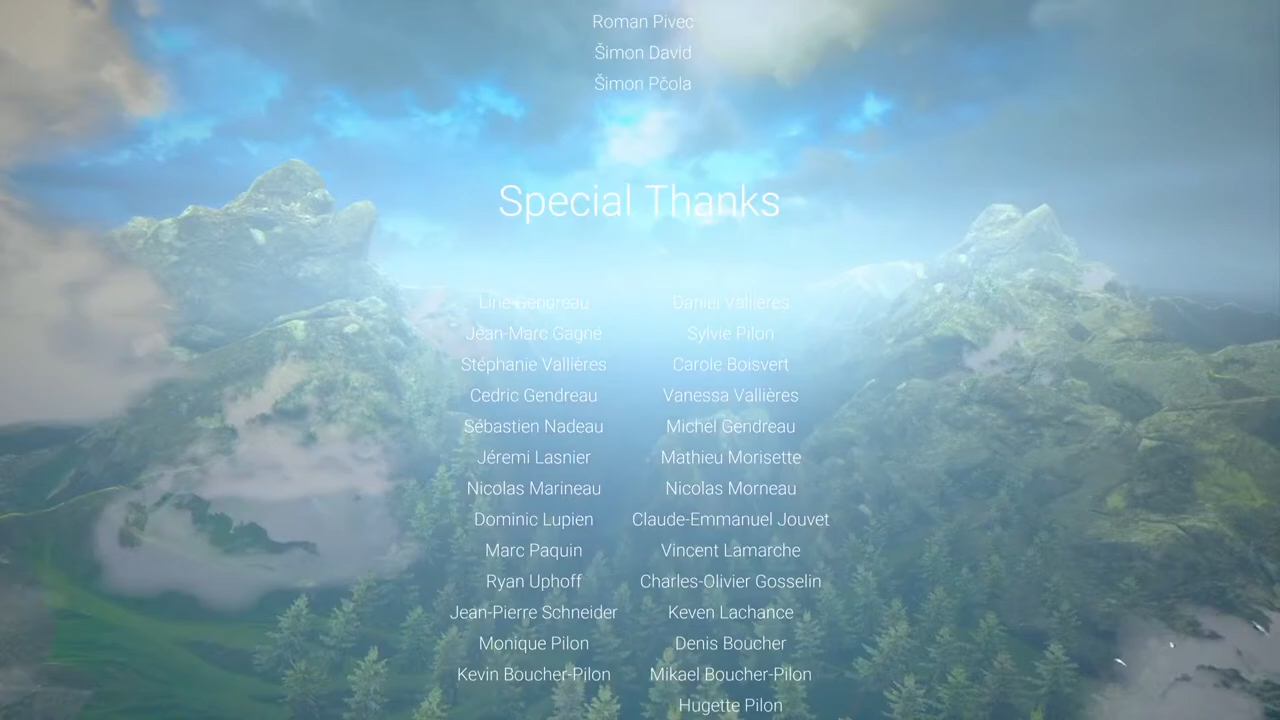 Roman Pivec
Šimon David
Šimon Pčola
Special Thanks
Line Gendreau Daniel Vallières
Jean-Marc Gagné Sylvie Pilon
Stéphanie Vallières Carole Boisvert
Cedric Gendreau Vanessa Vallières
Sébastien Nadeau Michel Gendreau
Jéremi Lasnier Mathieu Morisette
Nicolas Marineau Nicolas Morneau
Dominic Lupien Claude-Emmanuel Jouvet
Marc Paquin Vincent Lamarche
Ryan Uphoff Charles-Olivier Gosselin
Jean-Pierre Schneider Keven Lachance
Monique Pilon Denis Boucher
Kevin Boucher-Pilon Mikael Boucher-Pilon
Hugette Pilon